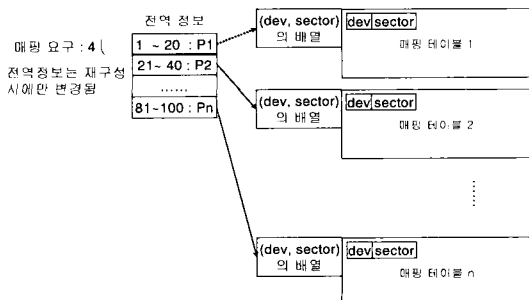 전역 정보
매핑 요구 : 4
전역정보는 재구성
시에만 변경됨
1 ~ 20 : P1
21~ 40 : P2
......
81~100 : Pn
(dev, sector)
의 배열
dev sector
매핑 테이블 1
(dev, sector)
의 배열
dev sector
매핑 테이블 2
(dev, sector)
의 배열
dev sector
매핑 테이블 n